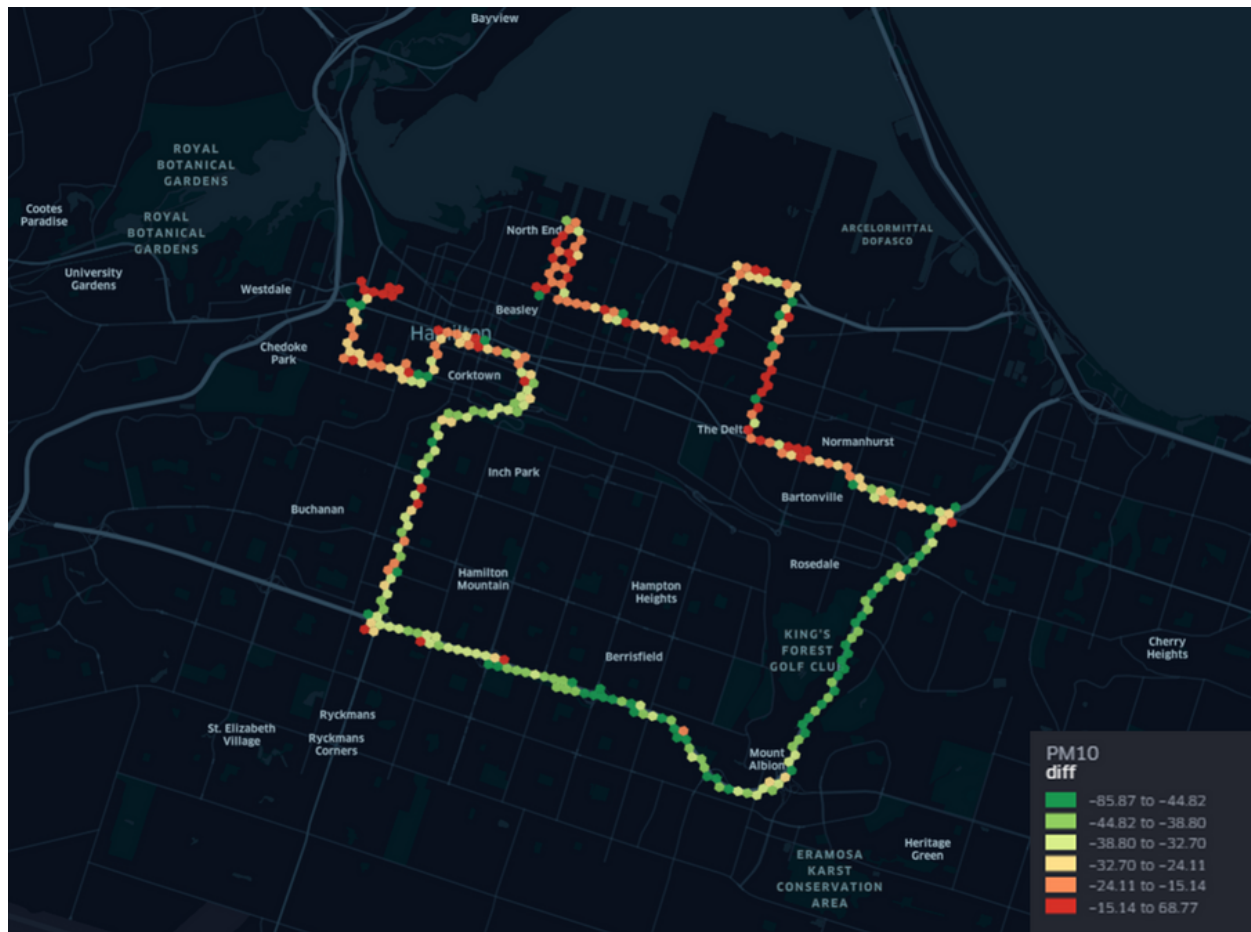 Bayview
ROYAL
BOTANICAL
GARDENS
Cootes
Paradise
ROYAL
BOTANICAL
GARDENS
North End
ARCELORMITTAL
DOFASCO
University
Gardens
Westdale
Beasley
Hamilton
Chedoke
Park
Corktown
The Delt
Normanhurst
Inch Park
Bartonville
Buchanan
Rosedale
Hamilton
Mountain
Hampton
Heights
KING'S
FOREST
GOLF CLU
Cherry
Heights
Berrisfield
Ryckmans
St. Elizabeth
Village
Ryckmans
Corners
Mount
Albion
PM10
diff
−85.87 to −44.82
−44.82 to −38.80
−38.80 to −32.70
−32.70 to −24.11
−24.11 to −15.14
−15.14 to 68.77
Heritage
Green
ERAMOSA
KARST
CONSERVATION
AREA